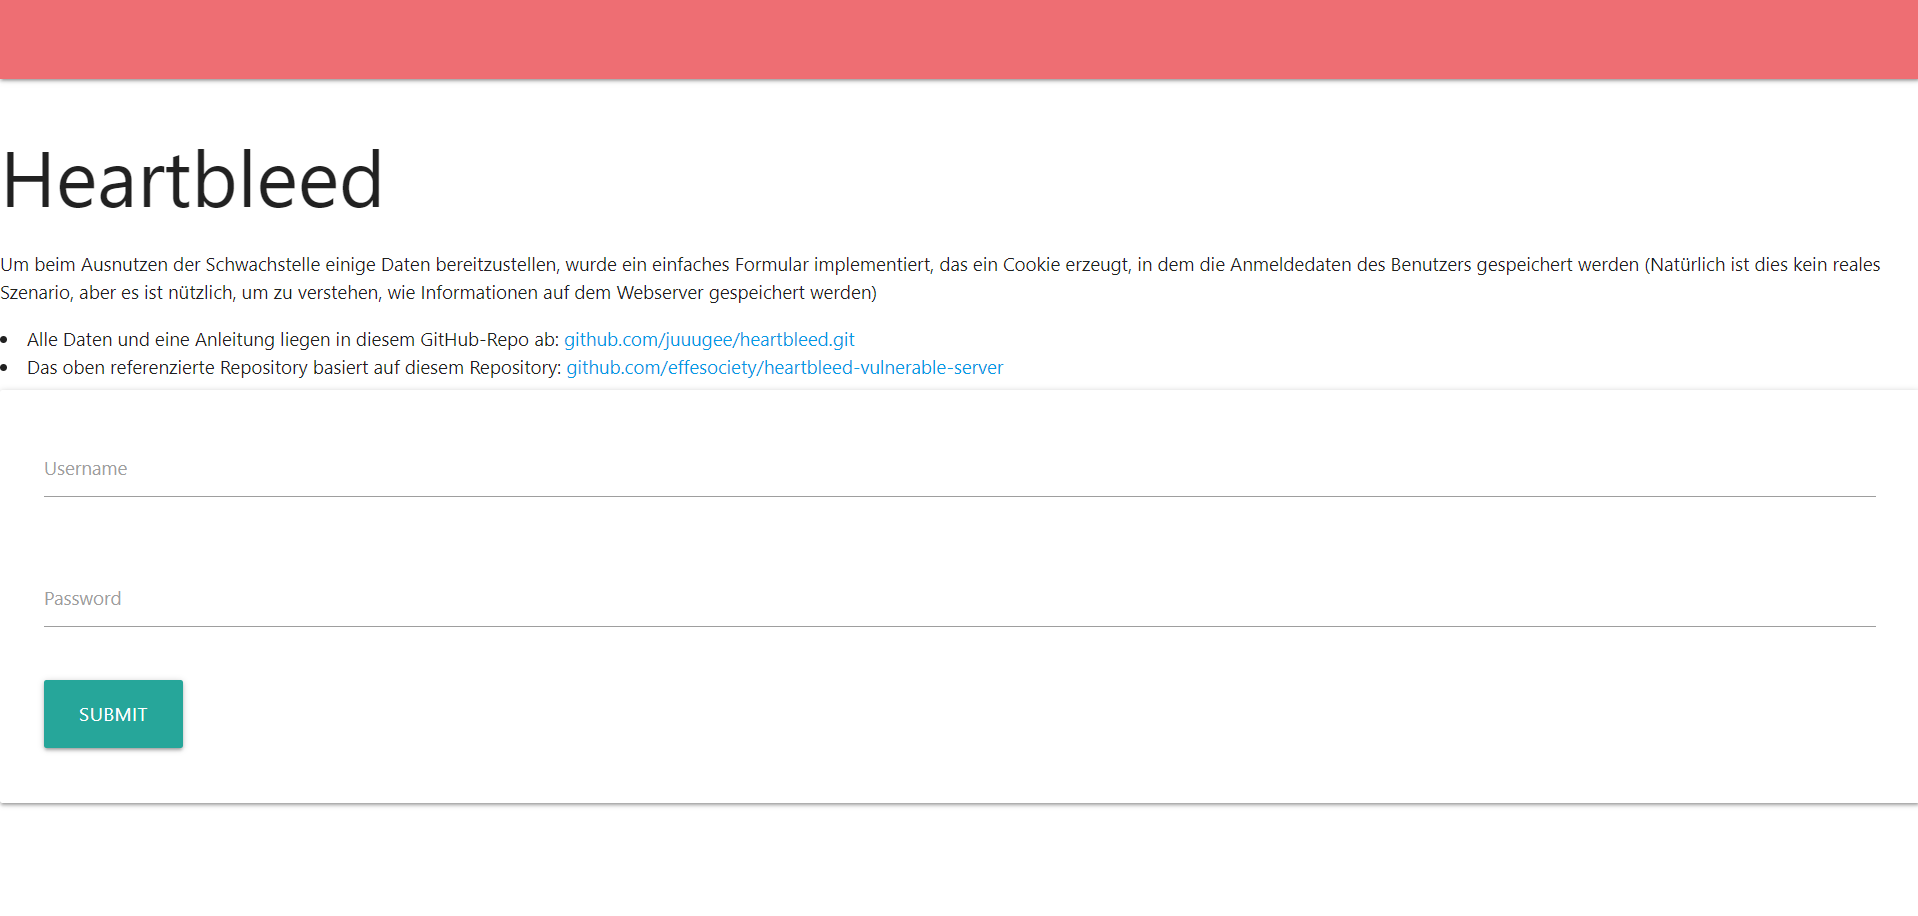 Heartbleed
Um beim Ausnutzen der Schwachstelle einige Daten bereitzustellen, wurde ein einfaches Formular implementiert, das ein Cookie erzeugt, in dem die Anmeldedaten des Benutzers gespeichert werden (Natürlich ist dies kein reales
Szenario, aber es ist nützlich, um zu verstehen, wie Informationen auf dem Webserver gespeichert werden)
• Alle Daten und eine Anleitung liegen in diesem GitHub-Repo ab: github.com/juuugee/heartbleed.git
• Das oben referenzierte Repository basiert auf diesem Repository: github.com/effesociety/heartbleed-vulnerable-server
Username
Password
SUBMIT